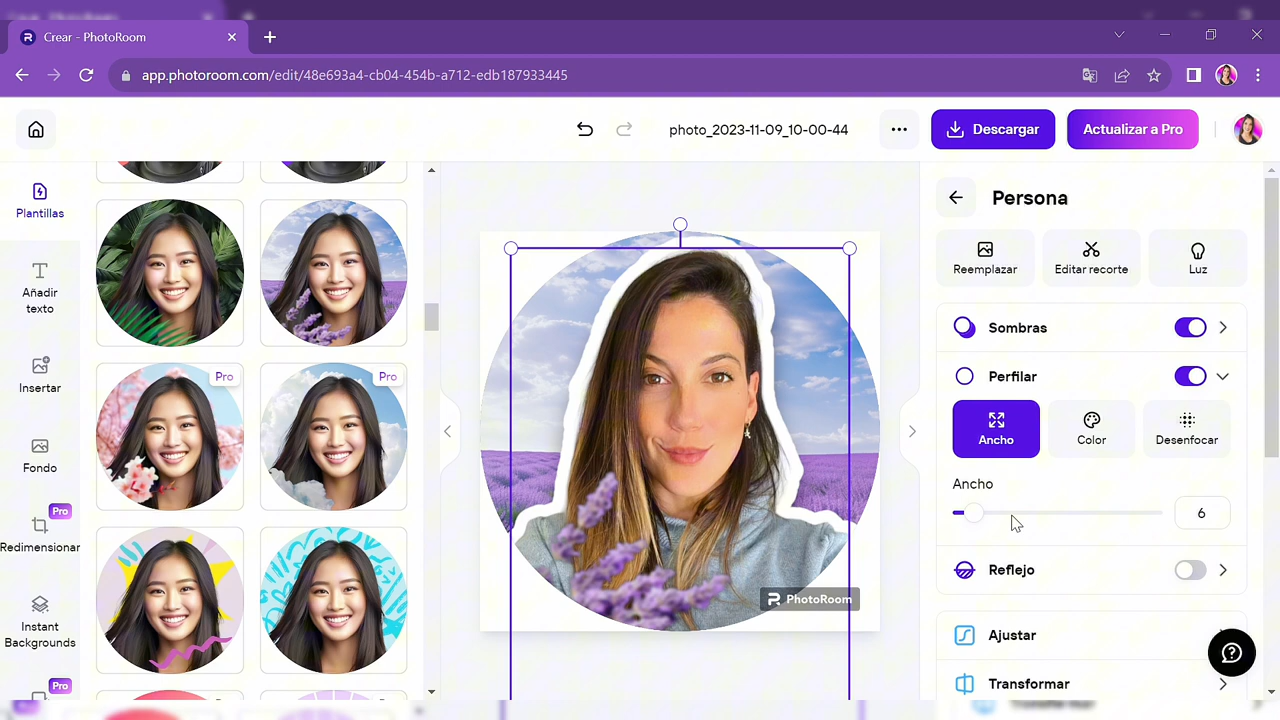 Crear - PhotoRoom
app.photoroom.com/edit/48e693a4-cb04-454b-a712-edb187933445
photo_2023-11-09_10-00-44
Descargar
Actualizar a Pro
Plantillas
Añadir
texto
Insertar
Fondo
Pro
Redimensionar
Instant
Backgrounds
Pro
Pro
Pro
PhotoRoom
Persona
Reemplazar
Editar recorte
Luz
Sombras
Perfilar
Ancho
Color
Desenfocar
Ancho
6
Reflejo
Ajustar
Transformar